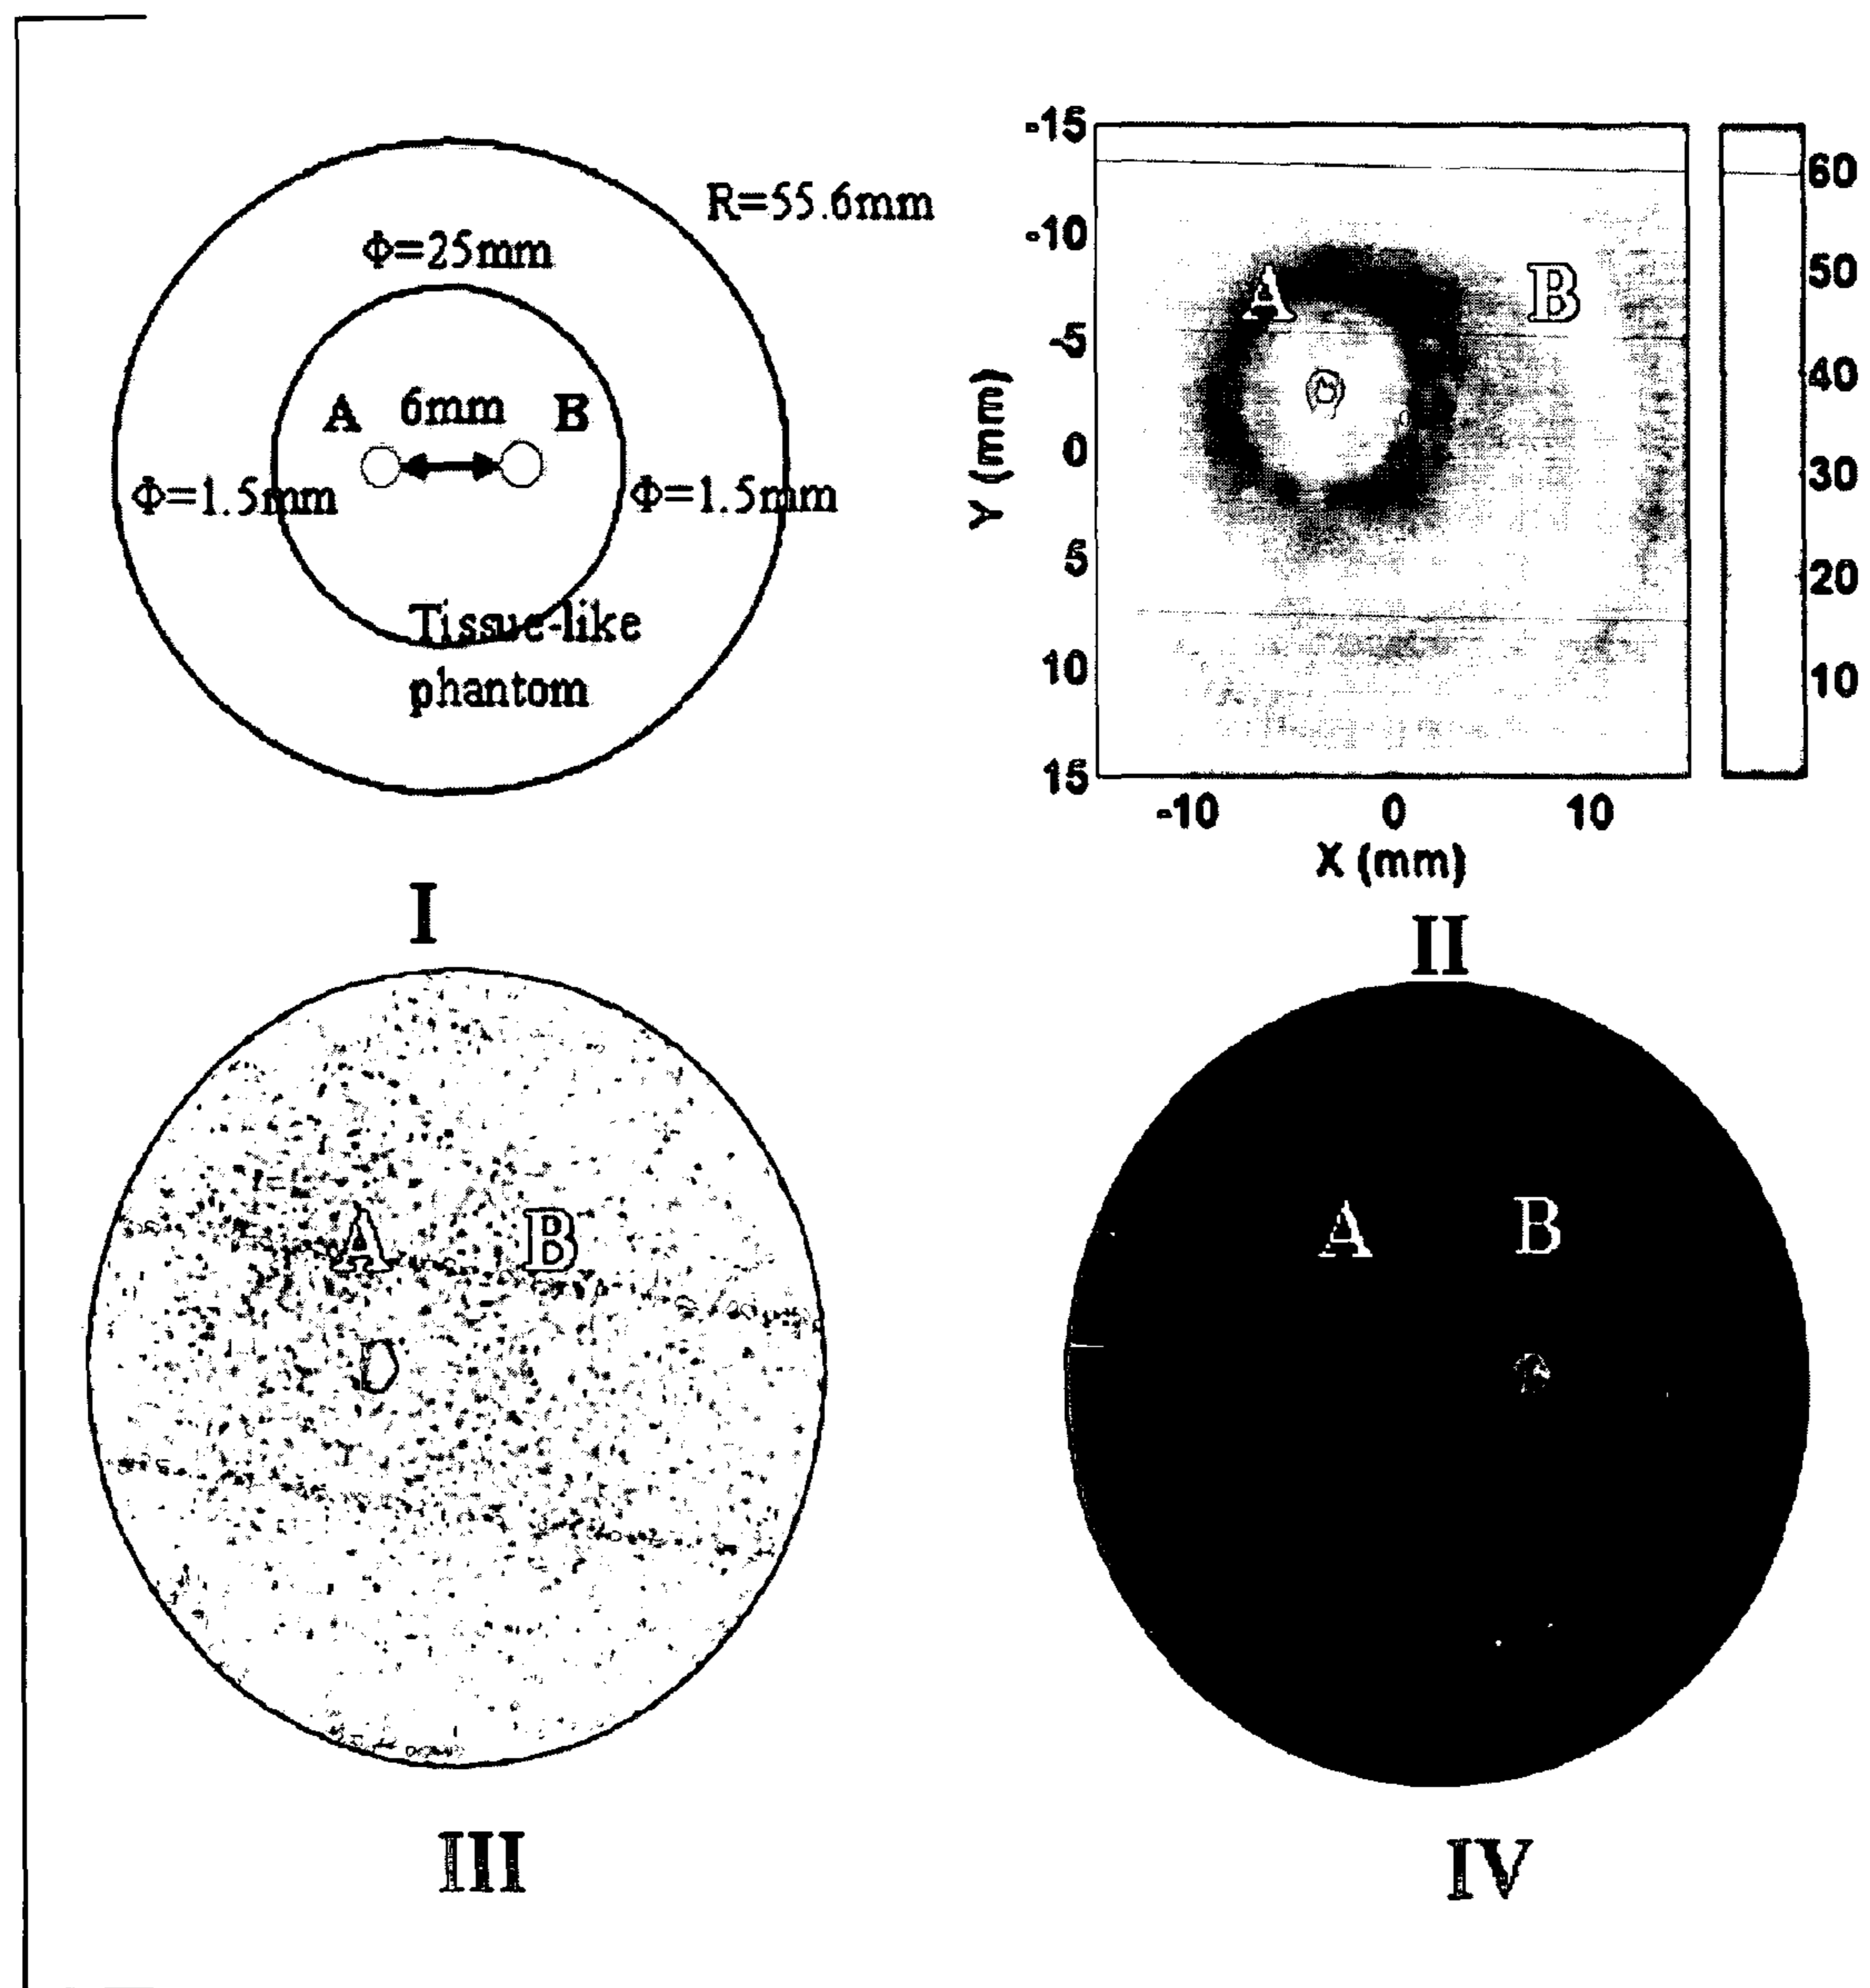 R=55.6mm
Φ=25mm
A 6mm B
Φ=1.5mm Φ=1.5mm
Tissue-like
phantom
I
-15
-10
-5
0
5
10
15
Y (mm)
A B
-10 0 10
X (mm)
60
50
40
30
20
10
II
A B
III
A B
IV